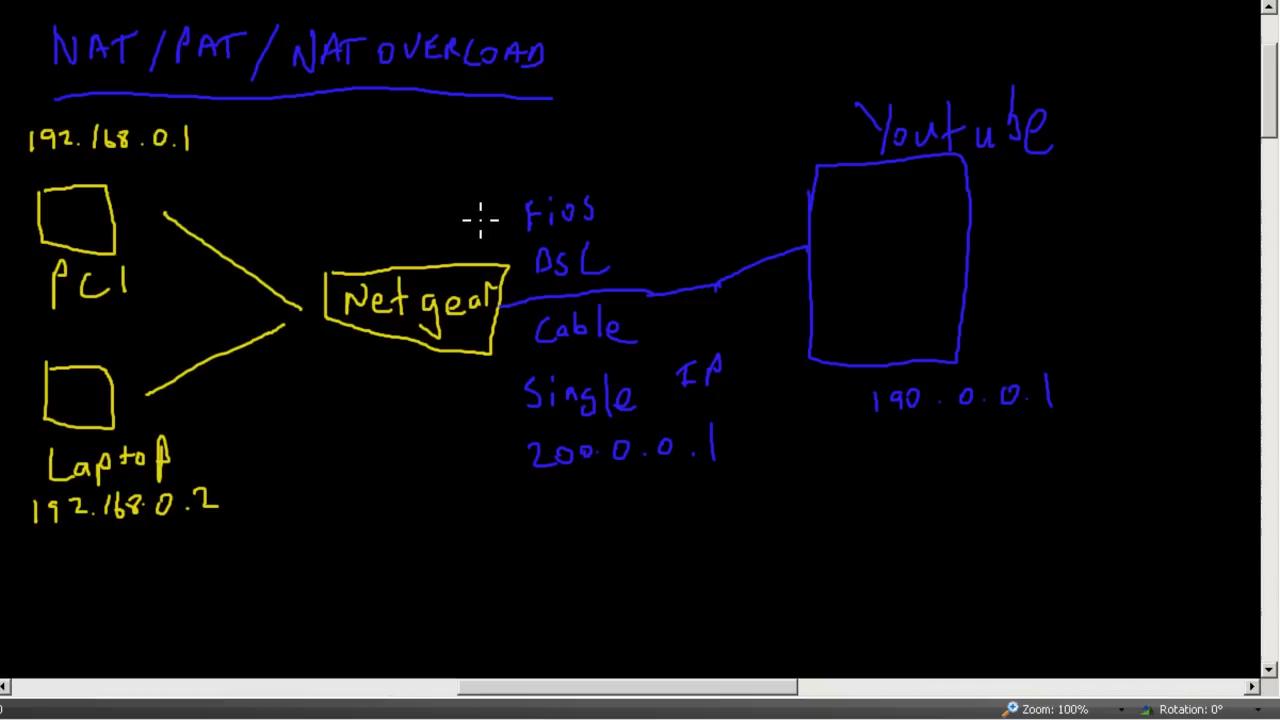 NAT / PAT / NAT OVERLOAD
192.168.0.1
PC1
Laptop
192.168.0.2
Netgear
Fios
DSL
Cable
Single IP
200.0.0.1
Youtube
190.0.0.1
0
Zoom: 100%
Rotation: 0°